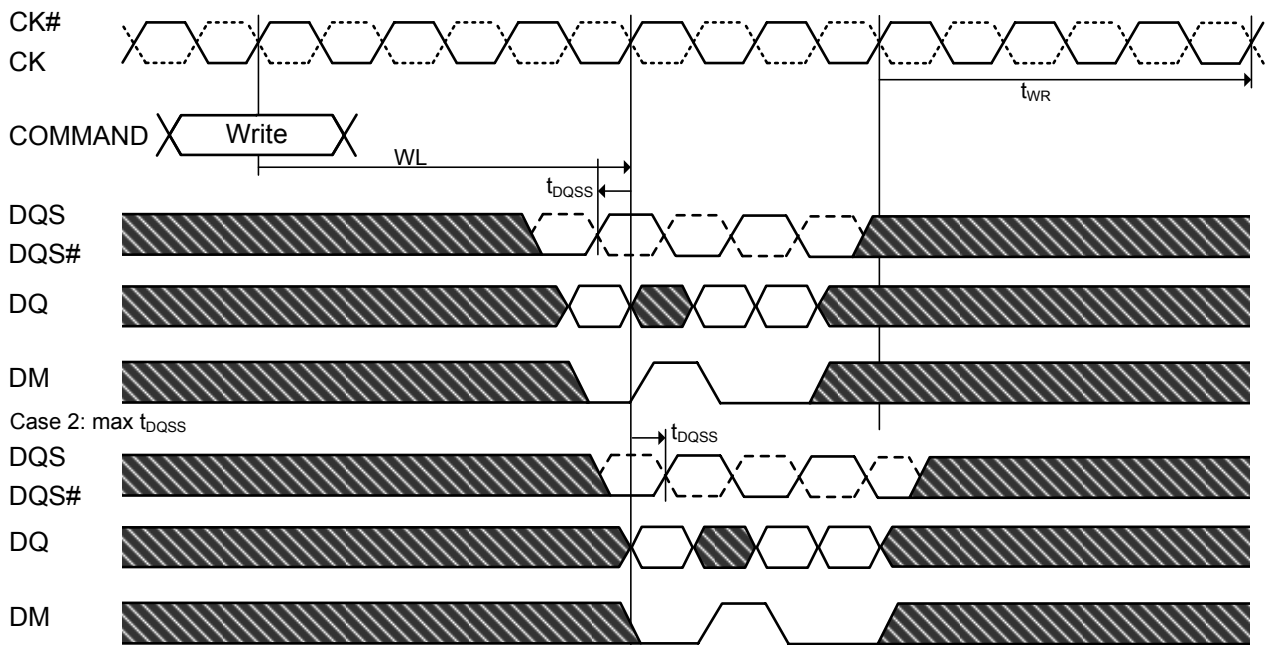 CK#
CK
tWR
COMMAND Write
WL
tDQSS
DQS
DQS#
DQ
DM
Case 2: max tDQSS
tDQSS
DQS
DQS#
DQ
DM